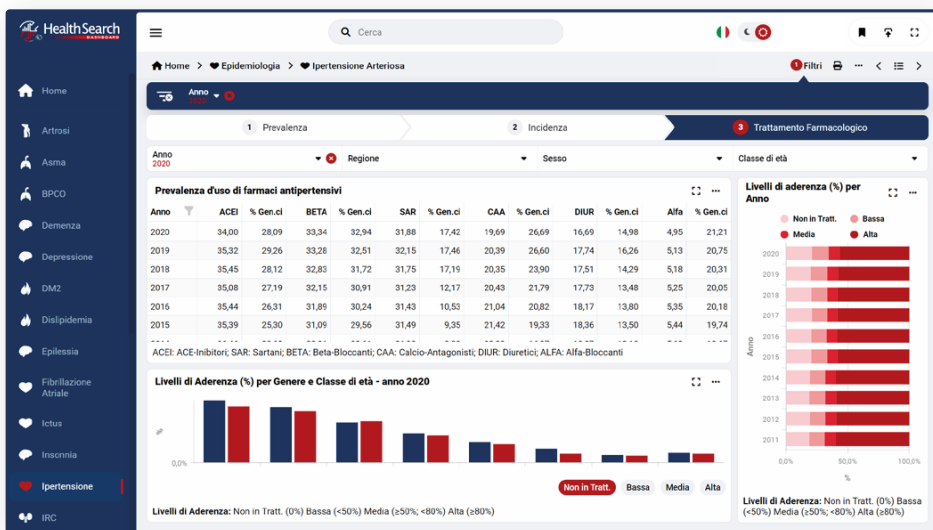 HealthSearch
DASHBOARD
Cerca
Home > Epidemiologia > Ipertensione Arteriosa
1 Filtri
Anno
2020
1 Prevalenza
2 Incidenza
3 Trattamento Farmacologico
Anno
2020
Regione
Sesso
Classe di età
Home
Artrosi
Asma
BPCO
Demenza
Depressione
DM2
Dislipidemia
Epilessia
Fibrillazione
Atriale
Ictus
Insonnia
Ipertensione
IRC
Prevalenza d'uso di farmaci antipertensivi
Anno ACEI % Gen.ci BETA % Gen.ci SAR % Gen.ci CAA % Gen.ci DIUR % Gen.ci Alfa % Gen.ci
2020 34,00 28,09 33,34 32,94 31,88 17,42 19,69 26,69 16,69 14,98 4,95 21,21
2019 35,32 29,26 33,28 32,51 32,15 17,46 20,39 26,60 17,74 16,26 5,13 20,75
2018 35,45 28,12 32,83 31,72 31,75 17,19 20,35 23,90 17,51 14,29 5,18 20,31
2017 35,08 27,19 32,15 30,91 31,23 12,17 20,43 21,79 17,73 13,48 5,25 20,05
2016 35,44 26,31 31,89 30,24 31,43 10,53 21,04 20,82 18,17 13,80 5,35 20,18
2015 35,39 25,30 31,09 29,56 31,49 9,35 21,42 19,33 18,36 13,50 5,44 19,74
ACEI: ACE-Inibitori; SAR: Sartani; BETA: Beta-Bloccanti; CAA: Calcio-Antagonisti; DIUR: Diuretici; ALFA: Alfa-Bloccanti
Livelli di Aderenza (%) per Genere e Classe di età - anno 2020
%
0,0%
Non in Tratt. Bassa Media Alta
Livelli di Aderenza: Non in Tratt. (0%) Bassa (<50%) Media (≥50%; <80%) Alta (≥80%)
Livelli di aderenza (%) per
Anno
Non in Tratt. Bassa
Media Alta
Anno
2020
2019
2018
2017
2016
2015
2014
2013
2012
2011
0,0% 50,0% 100,0%
%
Livelli di Aderenza: Non in Tratt. (0%) Bassa
(<50%) Media (≥50%; <80%) Alta (≥80%)